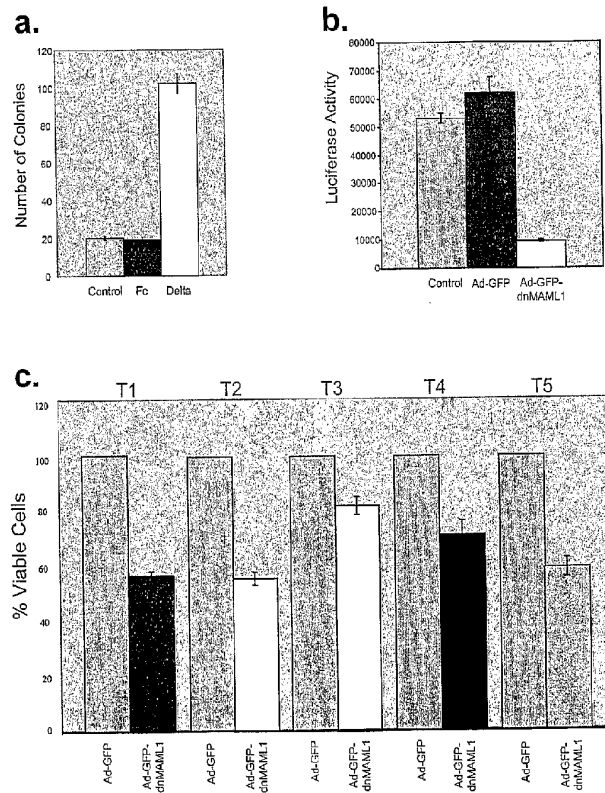 a.
Number of Colonies
120
100
80
60
40
20
0
Control Fc Delta
b.
Luciferase Activity
80000
70000
60000
50000
40000
30000
20000
10000
0
Control Ad-GFP Ad-GFP-
dnMAML1
c.
T1 T2 T3 T4 T5
% Viable Cells
120
100
80
60
40
20
0
Ad-GFP
Ad-GFP-
dnMAML1
Ad-GFP
Ad-GFP-
dnMAML1
Ad-GFP
Ad-GFP-
dnMAML1
Ad-GFP
Ad-GFP-
dnMAML1
Ad-GFP
Ad-GFP-
dnMAML1